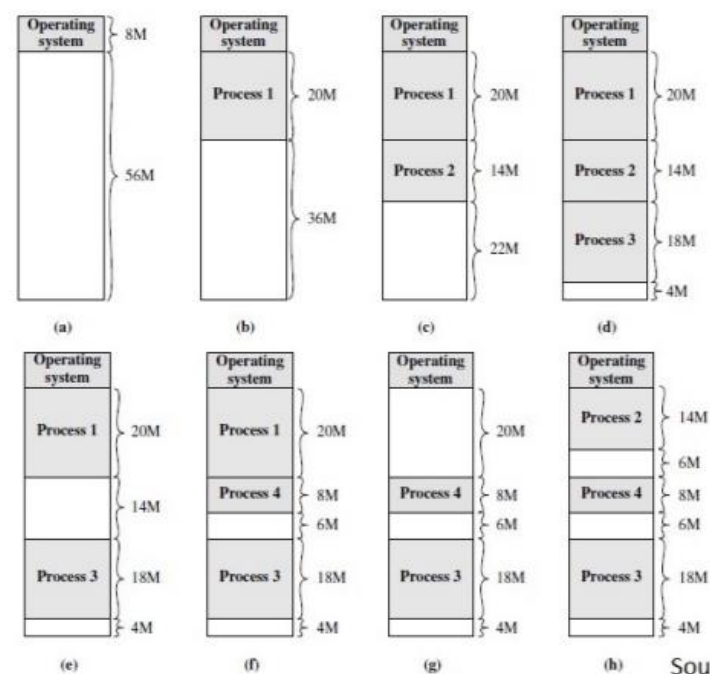 Operating
system
8M
56M
(a)
Operating
system
Process 1
20M
36M
(b)
Operating
system
Process 1
20M
Process 2
14M
22M
(c)
Operating
system
Process 1
20M
Process 2
14M
Process 3
18M
4M
(d)
Operating
system
Process 1
20M
14M
Process 3
18M
4M
(e)
Operating
system
Process 1
20M
Process 4
8M
6M
Process 3
18M
4M
(f)
Operating
system
20M
Process 4
8M
6M
Process 3
18M
4M
(g)
Operating
system
Process 2
14M
6M
Process 4
8M
6M
Process 3
18M
4M
(h)
Sou